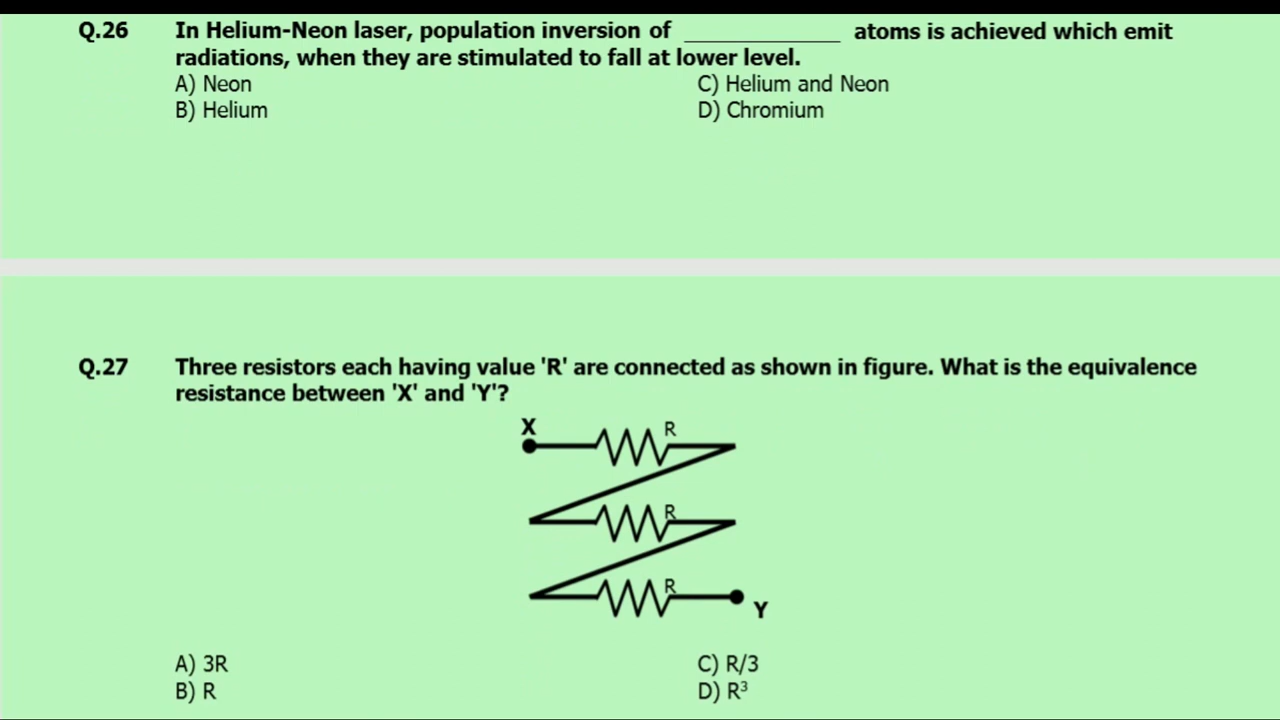 Q.26 In Helium-Neon laser, population inversion of ____________ atoms is achieved which emit
radiations, when they are stimulated to fall at lower level.
A) Neon C) Helium and Neon
B) Helium D) Chromium
Q.27 Three resistors each having value 'R' are connected as shown in figure. What is the equivalence
resistance between 'X' and 'Y'?
X R
R
R
Y
A) 3R C) R/3
B) R D) R³